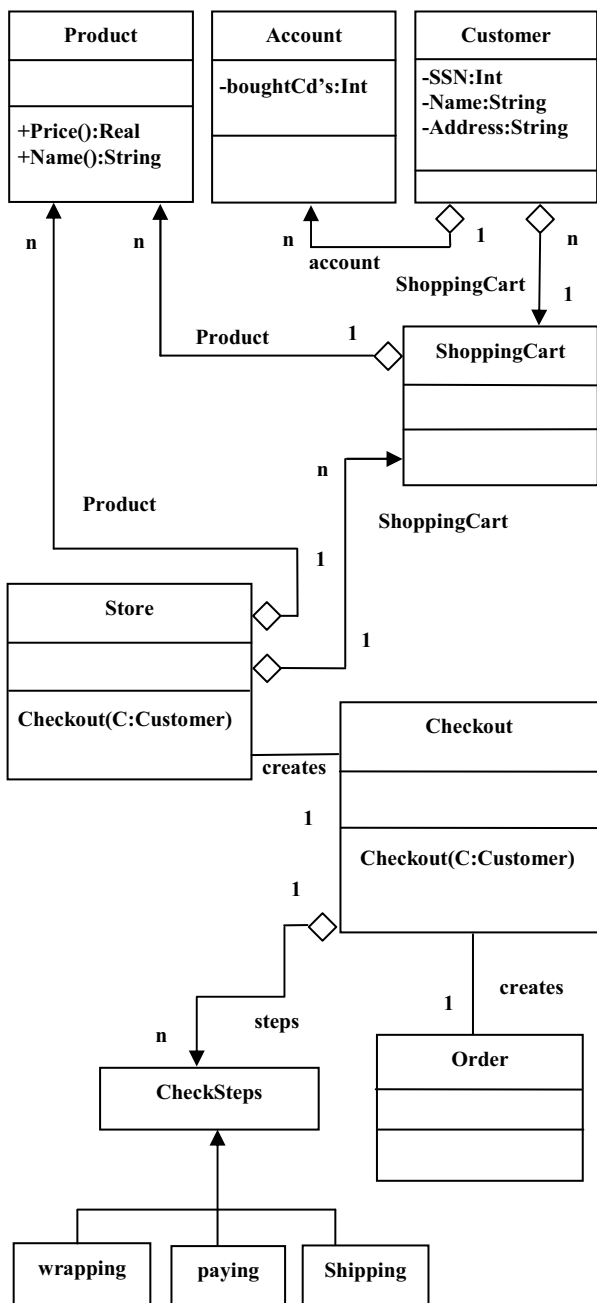 Product
+Price():Real
+Name():String
Account
-boughtCd’s:Int
Customer
-SSN:Int
-Name:String
-Address:String
n
n
n
account
1
n
ShoppingCart
1
Product
1
ShoppingCart
n
Product
ShoppingCart
1
Store
1
Checkout(C:Customer)
Checkout
creates
1
Checkout(C:Customer)
1
creates
1
steps
n
CheckSteps
Order
wrapping
paying
Shipping